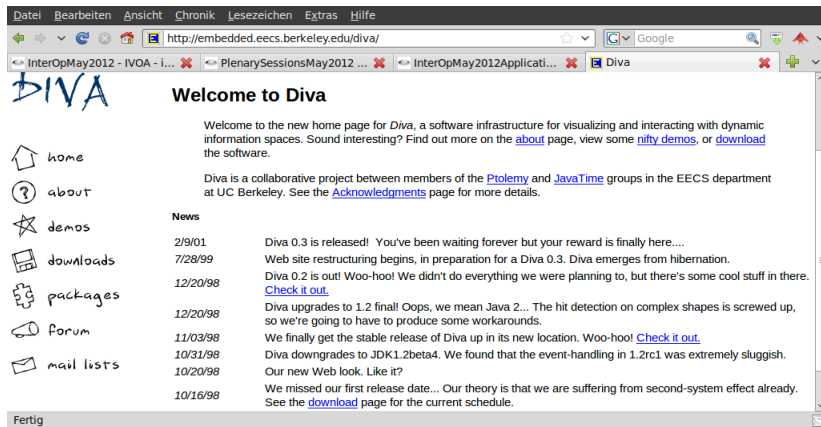 Datei Bearbeiten Ansicht Chronik Lesezeichen Extras Hilfe
http://embedded.eecs.berkeley.edu/diva/ G Google
InterOpMay2012 - IVOA - i... PlenarySessionsMay2012 ... InterOpMay2012Applicati... Diva
DIVA
Welcome to Diva
Welcome to the new home page for Diva, a software infrastructure for visualizing and interacting with dynamic
information spaces. Sound interesting? Find out more on the about page, view some nifty demos, or download
the software.
Diva is a collaborative project between members of the Ptolemy and JavaTime groups in the EECS department
at UC Berkeley. See the Acknowledgments page for more details.
home
about
demos
downloads
packages
forum
mail lists
News
2/9/01 Diva 0.3 is released! You've been waiting forever but your reward is finally here....
7/28/99 Web site restructuring begins, in preparation for a Diva 0.3. Diva emerges from hibernation.
12/20/98 Diva 0.2 is out! Woo-hoo! We didn't do everything we were planning to, but there's some cool stuff in there.
Check it out.
12/20/98 Diva upgrades to 1.2 final! Oops, we mean Java 2... The hit detection on complex shapes is screwed up,
so we're going to have to produce some workarounds.
11/03/98 We finally get the stable release of Diva up in its new location. Woo-hoo! Check it out.
10/31/98 Diva downgrades to JDK1.2beta4. We found that the event-handling in 1.2rc1 was extremely sluggish.
10/20/98 Our new Web look. Like it?
10/16/98 We missed our first release date... Our theory is that we are suffering from second-system effect already.
See the download page for the current schedule.
Fertig